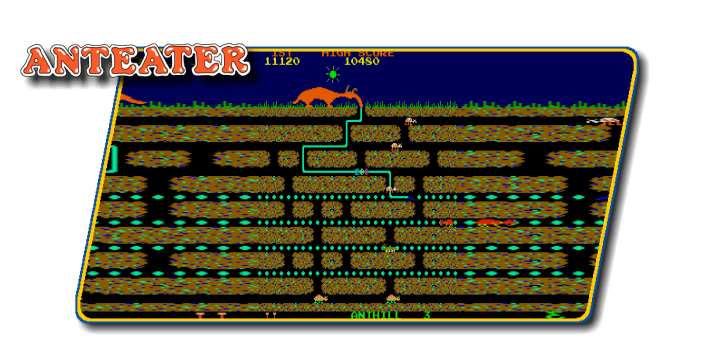 ANTEATER
1ST HIGH SCORE
11120 10480
ANTHILL 3